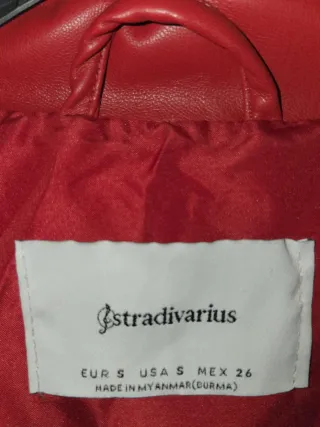 stradivarius
EUR S USA S MEX 26
MADE IN MYANMAR(BURMA)